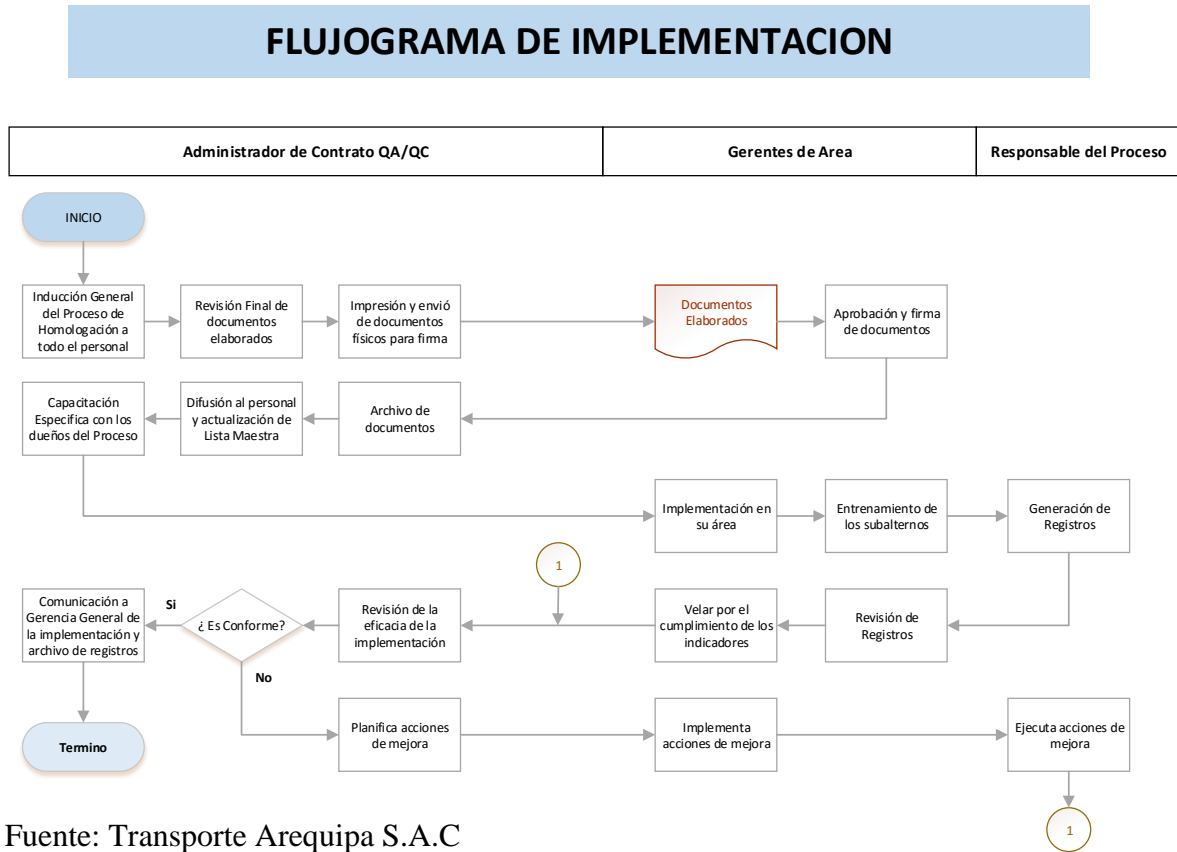 FLUJOGRAMA DE IMPLEMENTACION
Administrador de Contrato QA/QC
Gerentes de Area
Responsable del Proceso
INICIO
Inducción General
del Proceso de
Homologación a
todo el personal
Revisión Final de
documentos
elaborados
Impresión y envió
de documentos
físicos para firma
Documentos
Elaborados
Aprobación y firma
de documentos
Capacitación
Especifica con los
dueños del Proceso
Difusión al personal
y actualización de
Lista Maestra
Archivo de
documentos
Implementación en
su área
Entrenamiento de
los subalternos
Generación de
Registros
1
Comunicación a
Gerencia General de
la implementación y
archivo de registros
Si
¿ Es Conforme?
No
Revisión de la
eficacia de la
implementación
Velar por el
cumplimiento de los
indicadores
Revisión de
Registros
Termino
Planifica acciones
de mejora
Implementa
acciones de mejora
Ejecuta acciones de
mejora
1
Fuente: Transporte Arequipa S.A.C